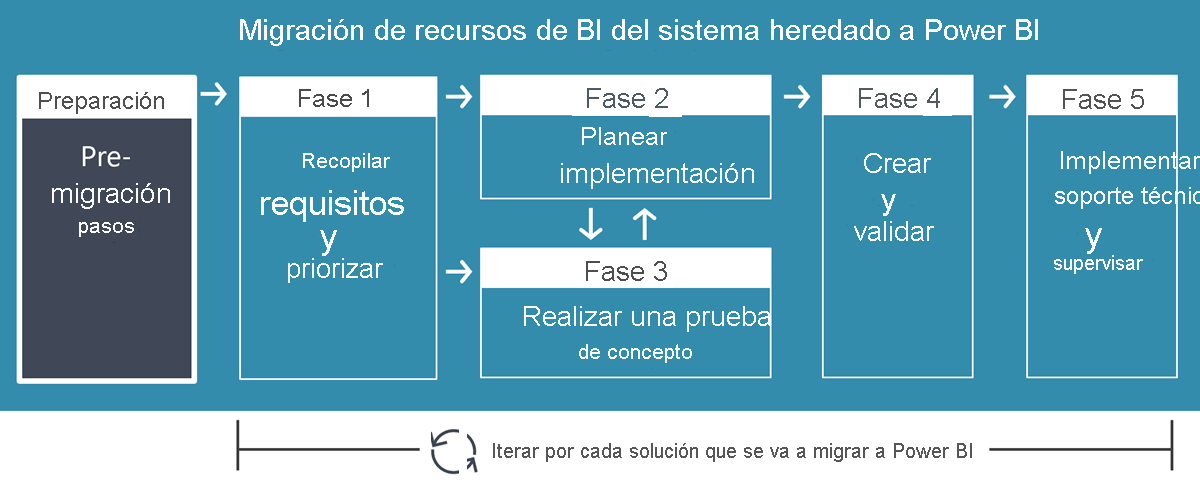 Migración de recursos de BI del sistema heredado a Power BI
Preparación
Pre-
migración
pasos
Fase 1
Recopilar
requisitos
y
priorizar
Fase 2
Planear
implementación
Fase 3
Realizar una prueba
de concepto
Fase 4
Crear
y
validar
Fase 5
Implementar
soporte técnic
y
supervisar
Iterar por cada solución que se va a migrar a Power BI